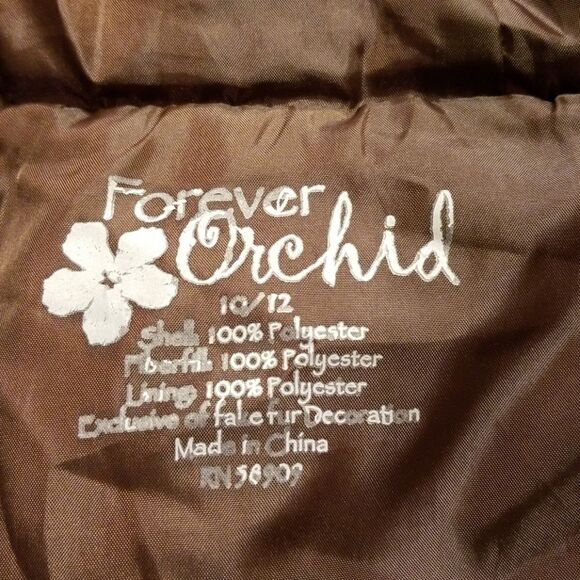 Forever
Orchid
10/12
Shell 100% Polyester
Fiberfill 100% Polyester
Lining 100% Polyester
Exclusive of fake fur Decoration
Made in China
RN 58909